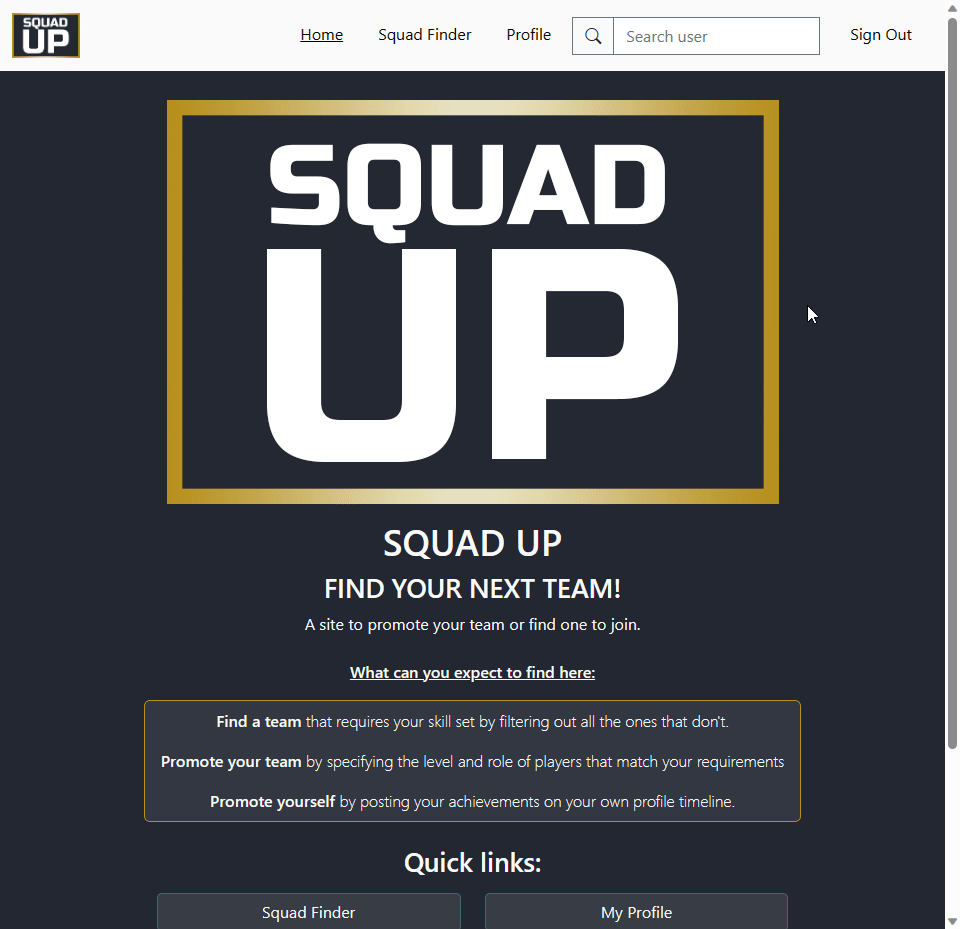 SQUAD
UP
Home Squad Finder Profile Search user Sign Out
SQUAD
UP
SQUAD UP
FIND YOUR NEXT TEAM!
A site to promote your team or find one to join.
What can you expect to find here:
Find a team that requires your skill set by filtering out all the ones that don't.
Promote your team by specifying the level and role of players that match your requirements
Promote yourself by posting your achievements on your own profile timeline.
Quick links:
Squad Finder My Profile